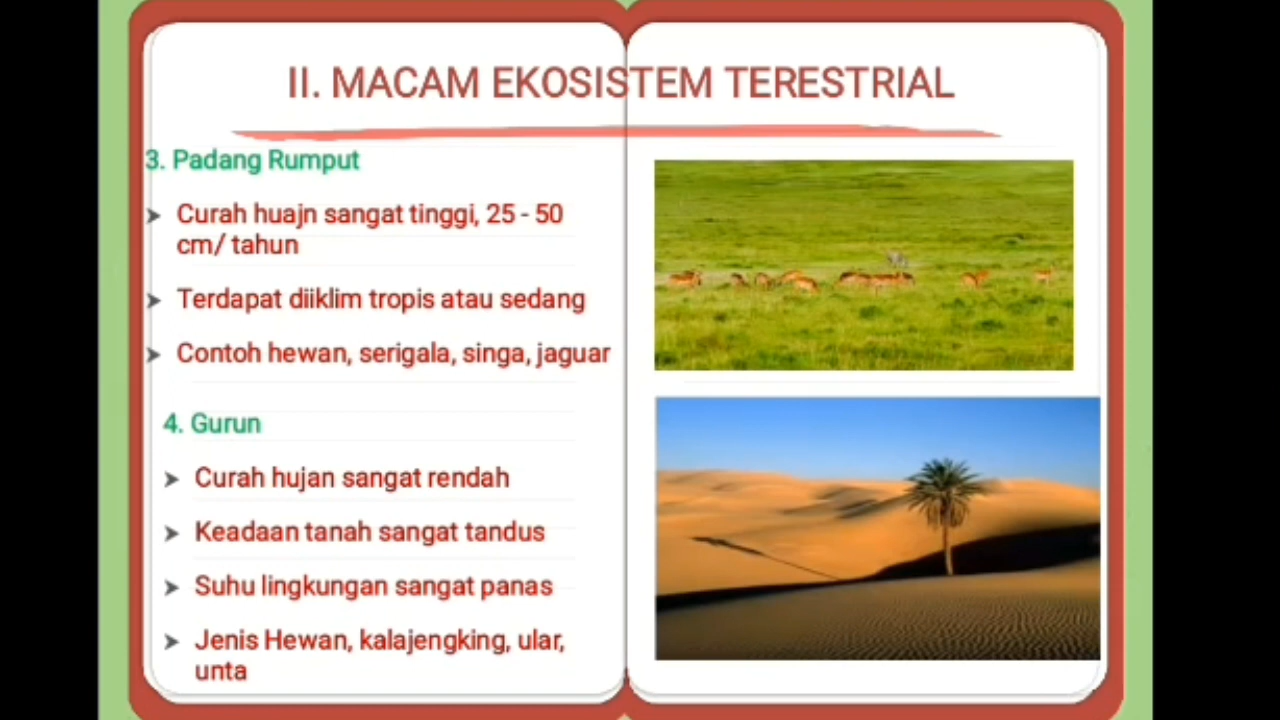 II. MACAM EKOSISTEM TERESTRIAL
3. Padang Rumput
Curah huajn sangat tinggi, 25 - 50
cm/ tahun
Terdapat diiklim tropis atau sedang
Contoh hewan, serigala, singa, jaguar
4. Gurun
Curah hujan sangat rendah
Keadaan tanah sangat tandus
Suhu lingkungan sangat panas
Jenis Hewan, kalajengking, ular,
unta